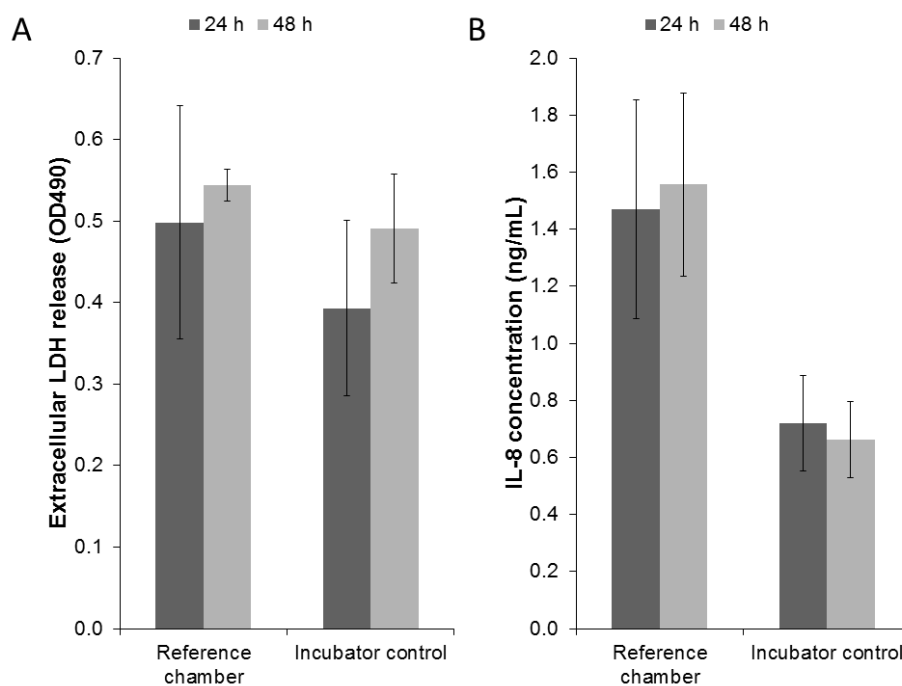 A
24 h 48 h
Extracellular LDH release (OD490)
0.7
0.6
0.5
0.4
0.3
0.2
0.1
0.0
Reference
chamber
Incubator control
B
24 h 48 h
IL-8 concentration (ng/mL)
2.0
1.8
1.6
1.4
1.2
1.0
0.8
0.6
0.4
0.2
0.0
Reference
chamber
Incubator control